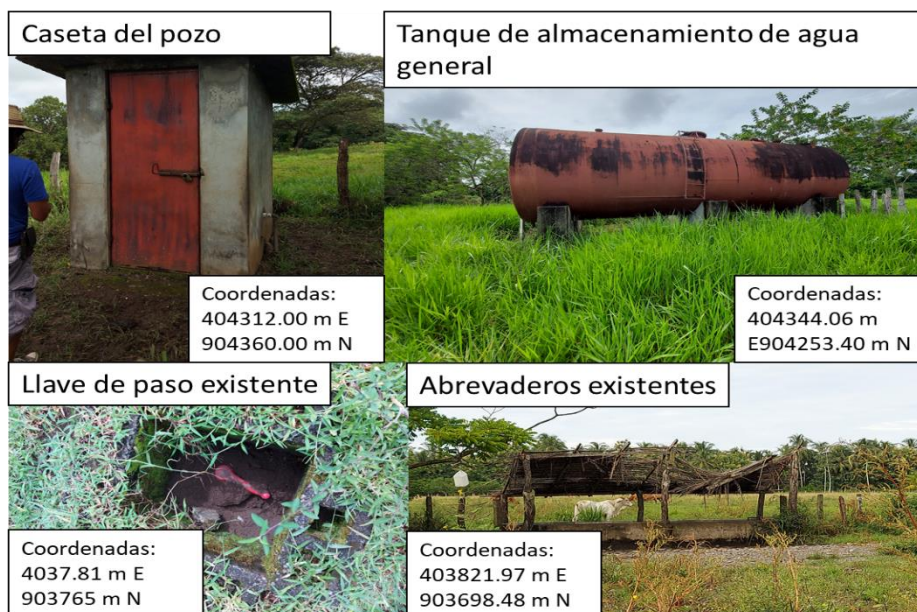 Caseta del pozo
Tanque de almacenamiento de agua
general
Coordenadas:
404312.00 m E
904360.00 m N
Coordenadas:
404344.06 m
E904253.40 m N
Llave de paso existente
Abrevaderos existentes
Coordenadas:
4037.81 m E
903765 m N
Coordenadas:
403821.97 m E
903698.48 m N